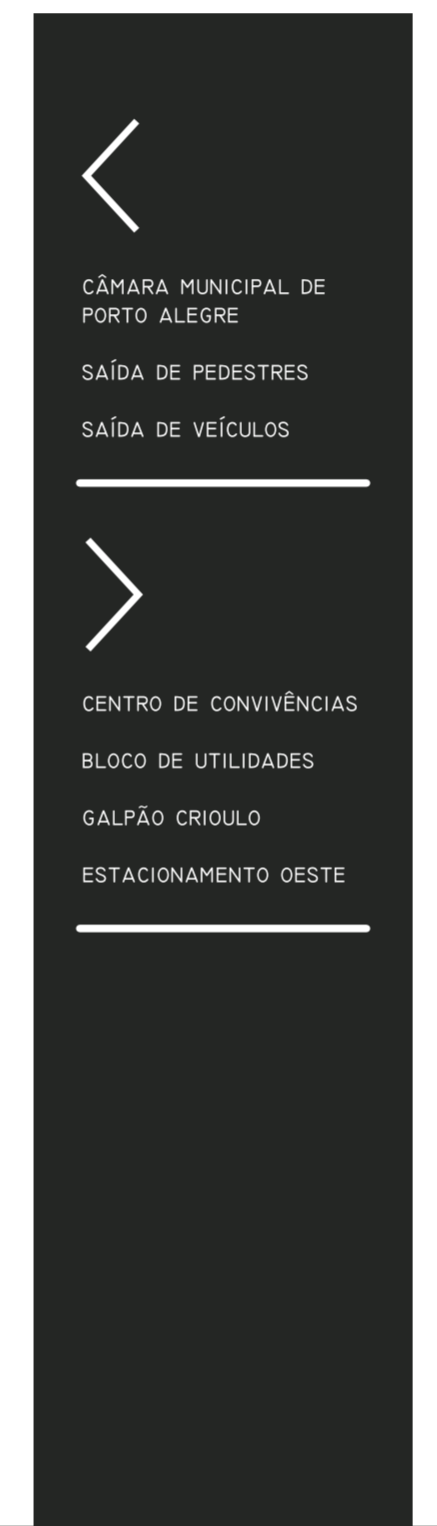 CÂMARA MUNICIPAL DE
PORTO ALEGRE
SAÍDA DE PEDESTRES
SAÍDA DE VEÍCULOS
CENTRO DE CONVIVÊNCIAS
BLOCO DE UTILIDADES
GALPÃO CRIOULO
ESTACIONAMENTO OESTE